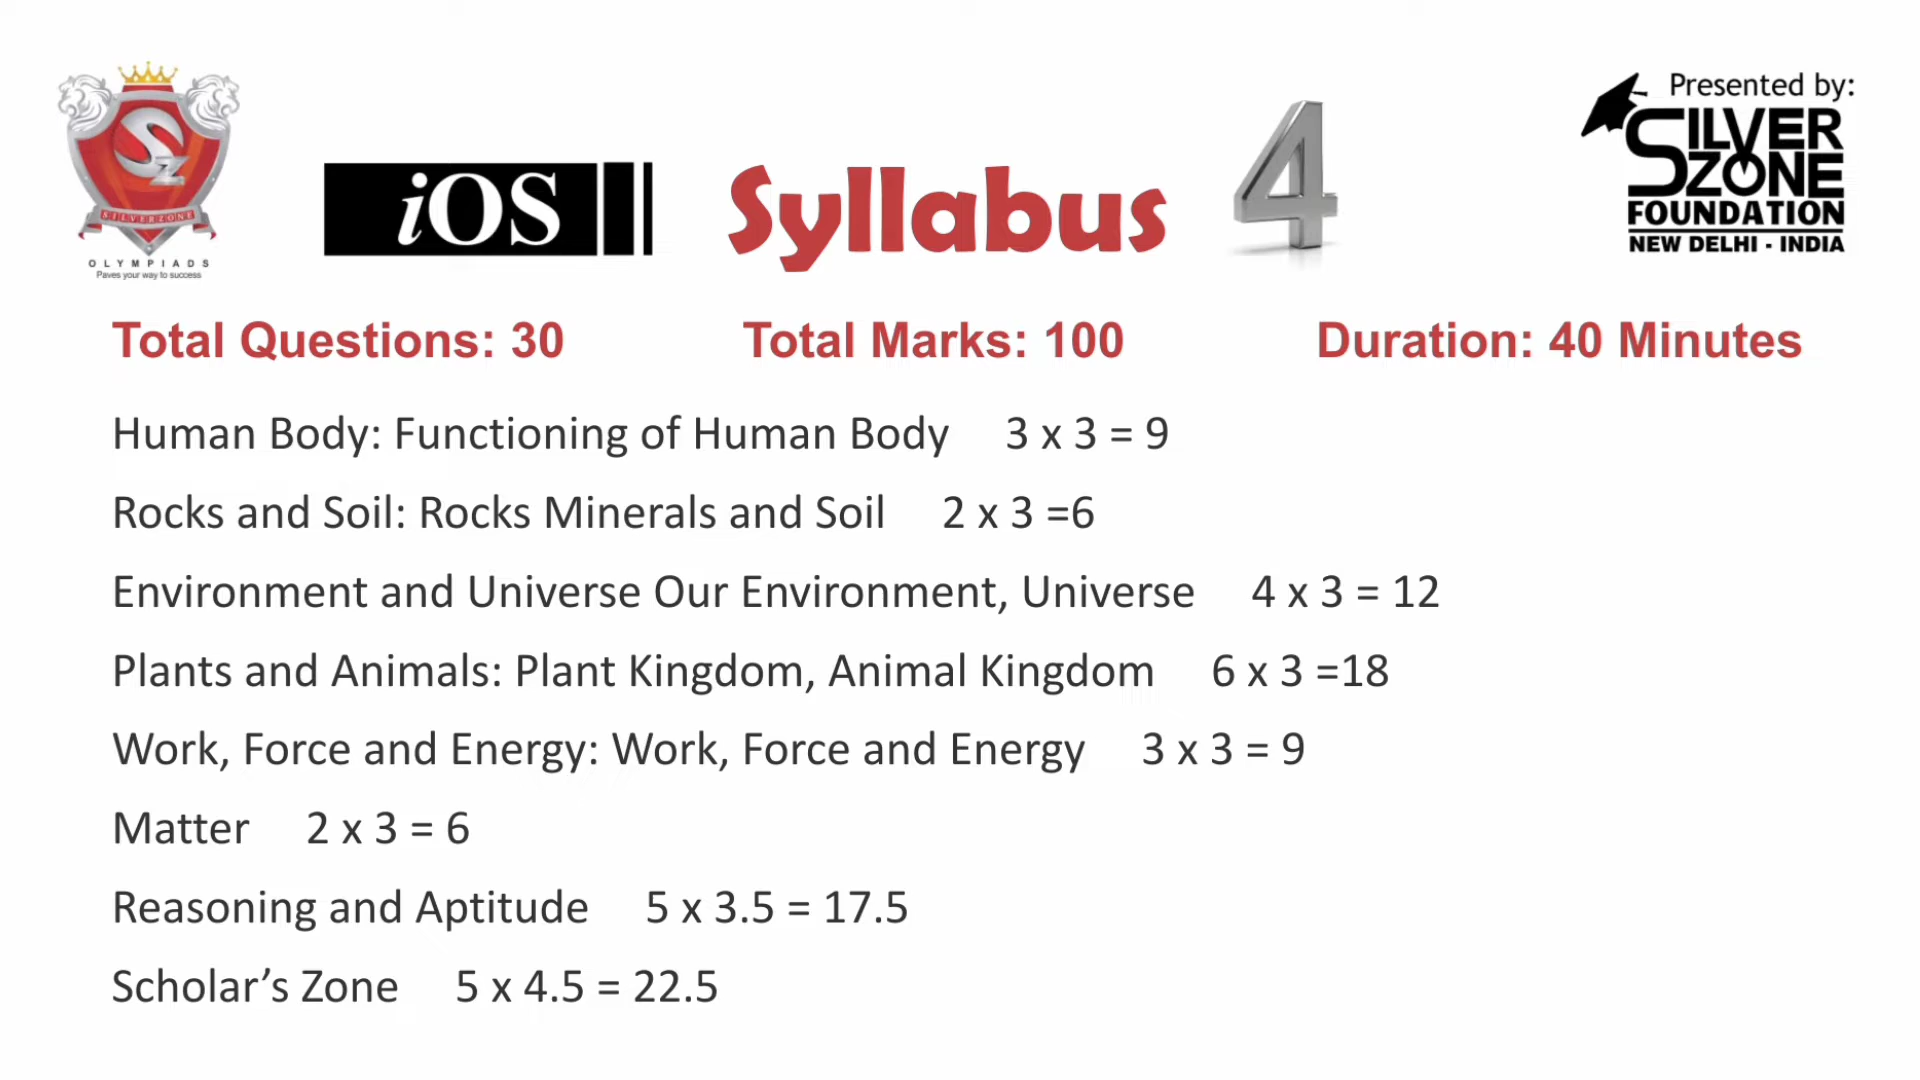 SZ
SILVERZONE
OLYMPIADS
Paves your way to success
iOS
Syllabus 4
Presented by:
SILVER
ZONE
FOUNDATION
NEW DELHI - INDIA
Total Questions: 30 Total Marks: 100 Duration: 40 Minutes
Human Body: Functioning of Human Body 3 x 3 = 9
Rocks and Soil: Rocks Minerals and Soil 2 x 3 =6
Environment and Universe Our Environment, Universe 4 x 3 = 12
Plants and Animals: Plant Kingdom, Animal Kingdom 6 x 3 =18
Work, Force and Energy: Work, Force and Energy 3 x 3 = 9
Matter 2 x 3 = 6
Reasoning and Aptitude 5 x 3.5 = 17.5
Scholar’s Zone 5 x 4.5 = 22.5